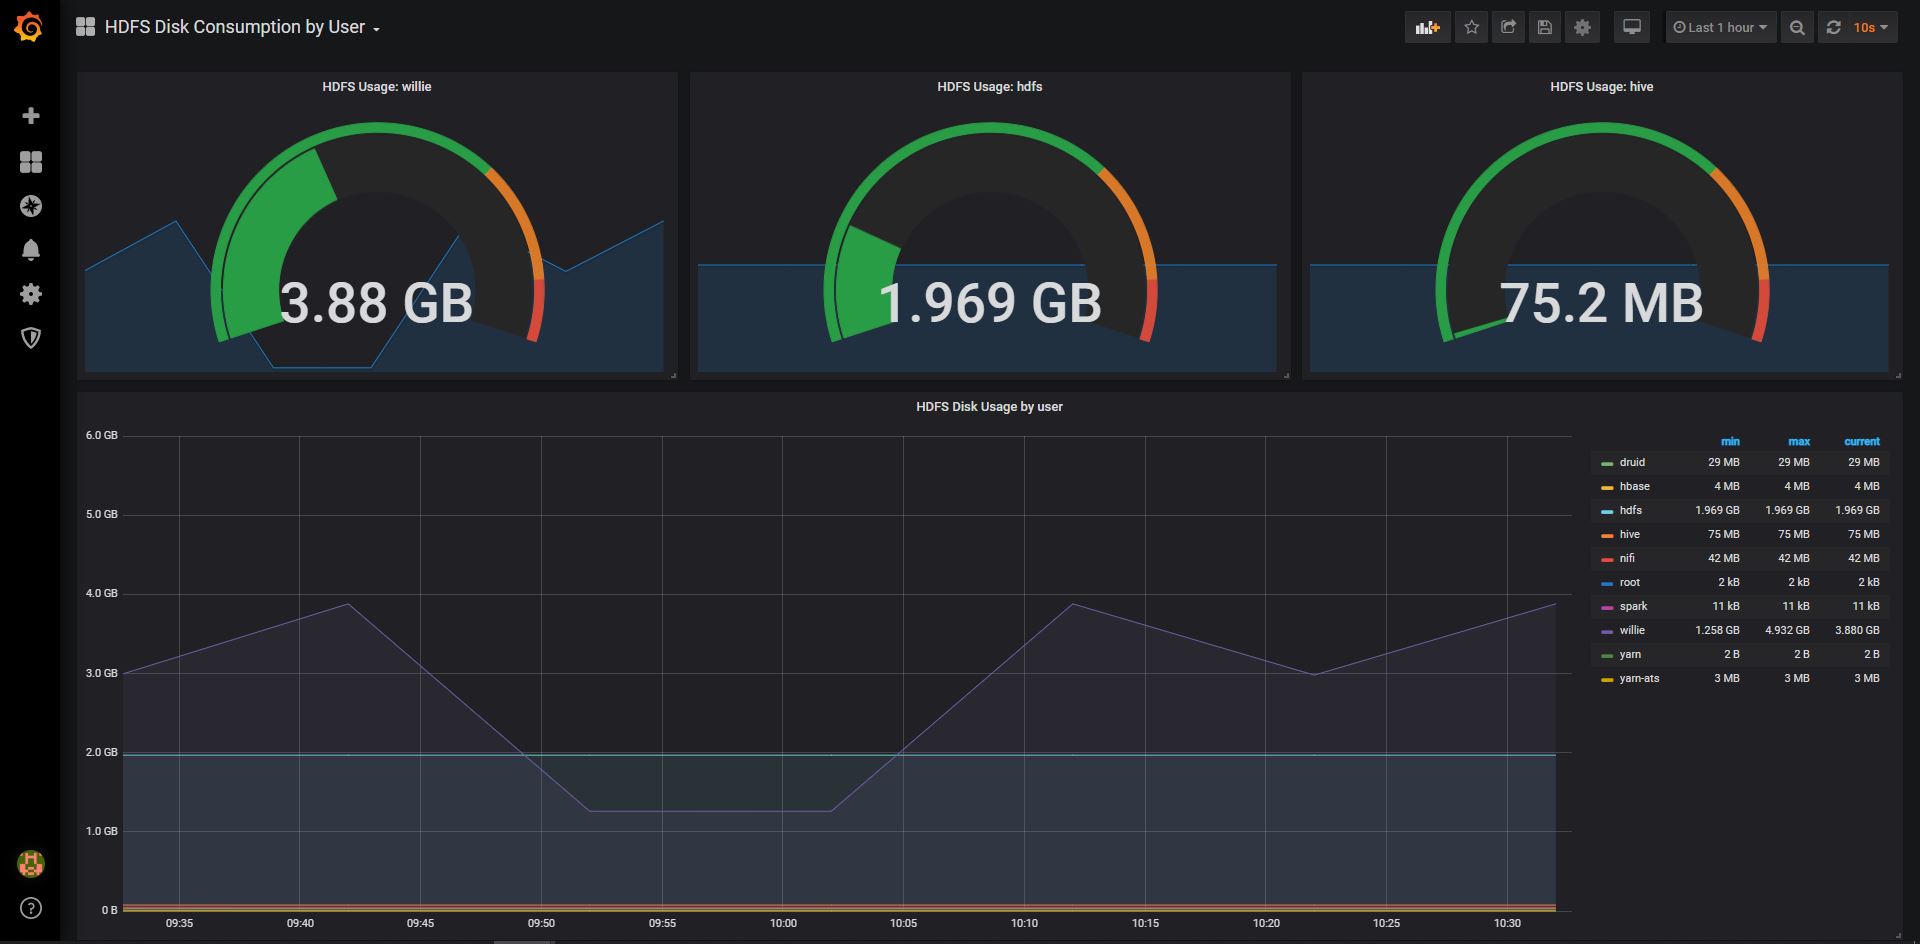 HDFS Disk Consumption by User
Last 1 hour
10s
HDFS Usage: willie
HDFS Usage: hdfs
HDFS Usage: hive
3.88 GB
1.969 GB
75.2 MB
HDFS Disk Usage by user
6.0 GB
5.0 GB
4.0 GB
3.0 GB
2.0 GB
1.0 GB
0 B
09:35 09:40 09:45 09:50 09:55 10:00 10:05 10:10 10:15 10:20 10:25 10:30
min max current
druid 29 MB 29 MB 29 MB
hbase 4 MB 4 MB 4 MB
hdfs 1.969 GB 1.969 GB 1.969 GB
hive 75 MB 75 MB 75 MB
nifi 42 MB 42 MB 42 MB
root 2 kB 2 kB 2 kB
spark 11 kB 11 kB 11 kB
willie 1.258 GB 4.932 GB 3.880 GB
yarn 2 B 2 B 2 B
yarn-ats 3 MB 3 MB 3 MB
?